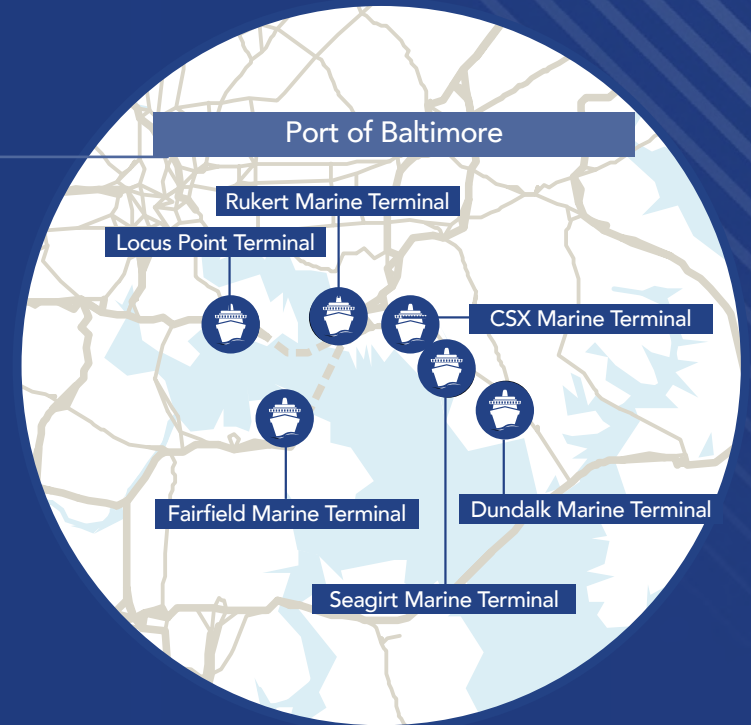 Port of Baltimore
Rukert Marine Terminal
Locus Point Terminal
CSX Marine Terminal
Fairfield Marine Terminal
Dundalk Marine Terminal
Seagirt Marine Terminal